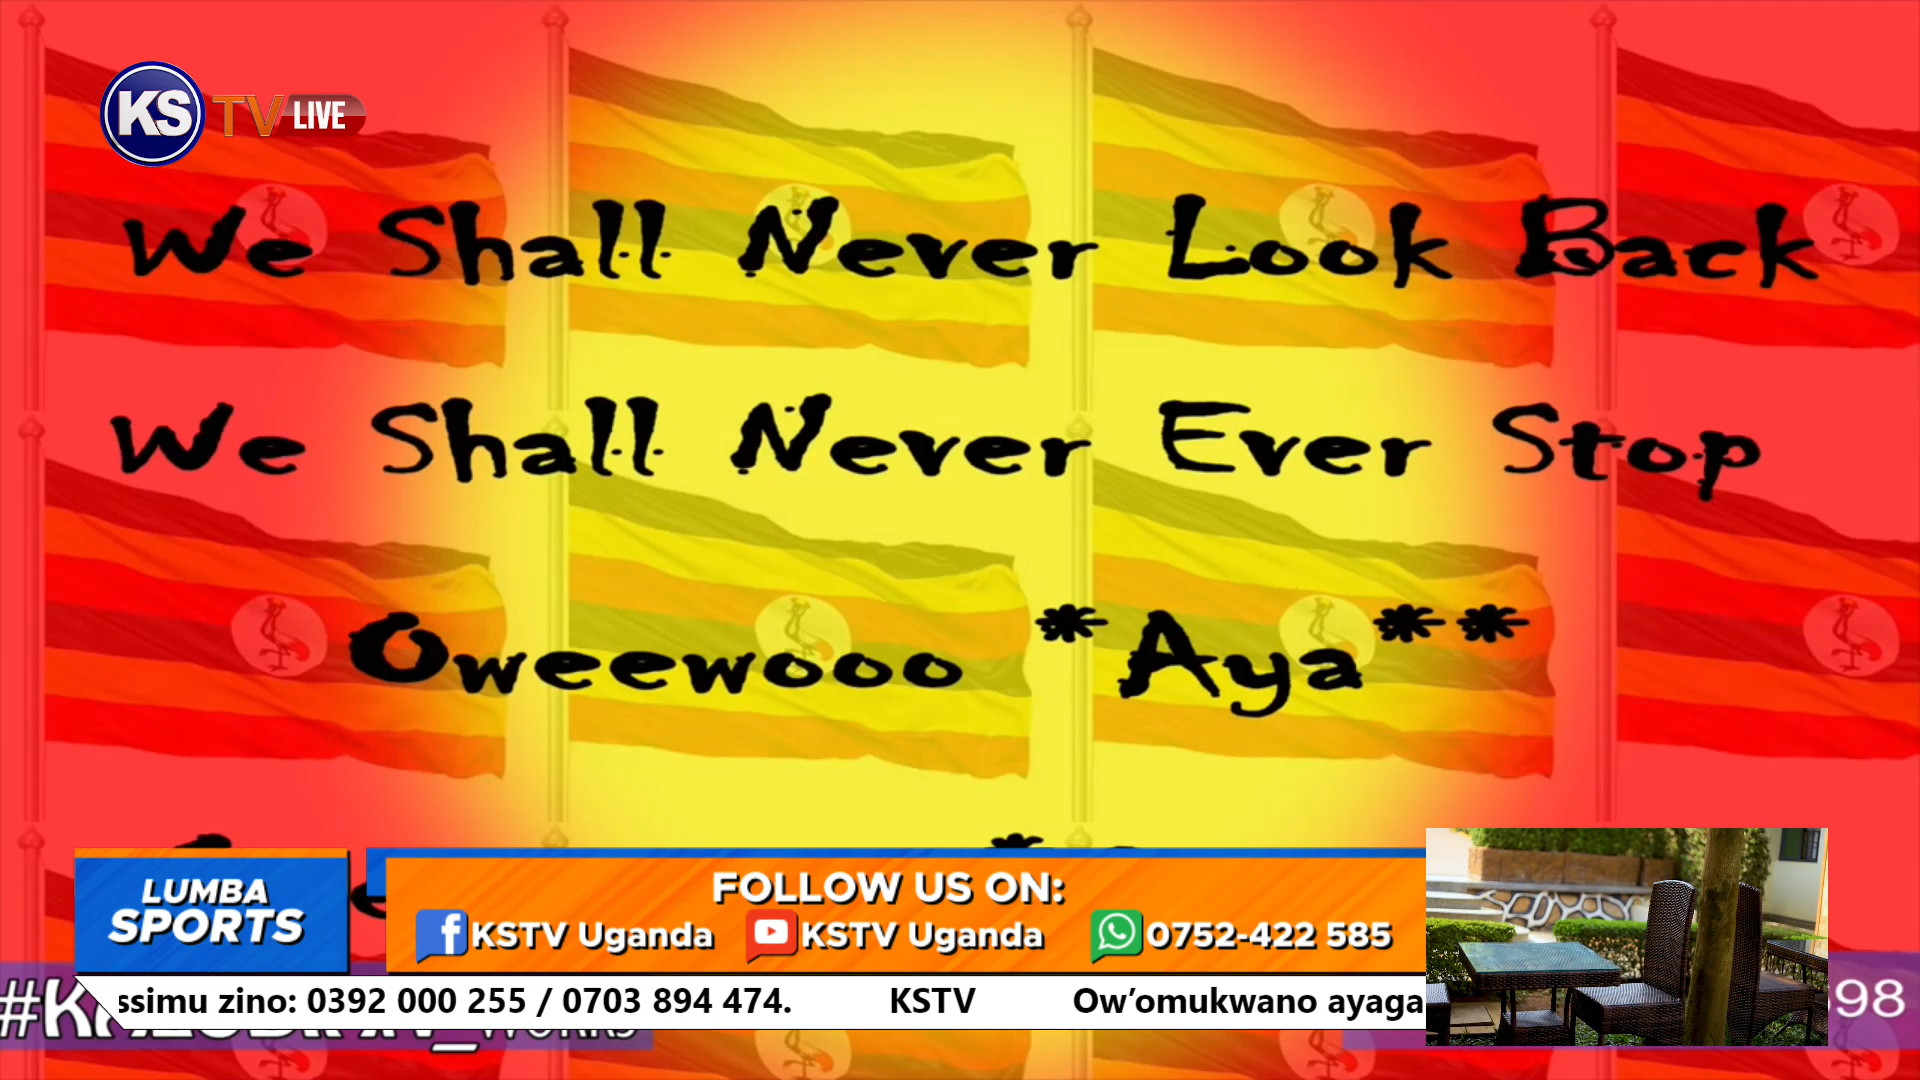 KS TV LIVE
We Shall Never Look Back
We Shall Never Ever Stop
Oweewooo *Aya**
LUMBA
SPORTS
FOLLOW US ON:
KSTV Uganda
KSTV Uganda
0752-422 585
ssimu zino: 0392 000 255 / 0703 894 474. KSTV Ow'omukwano ayaga
98